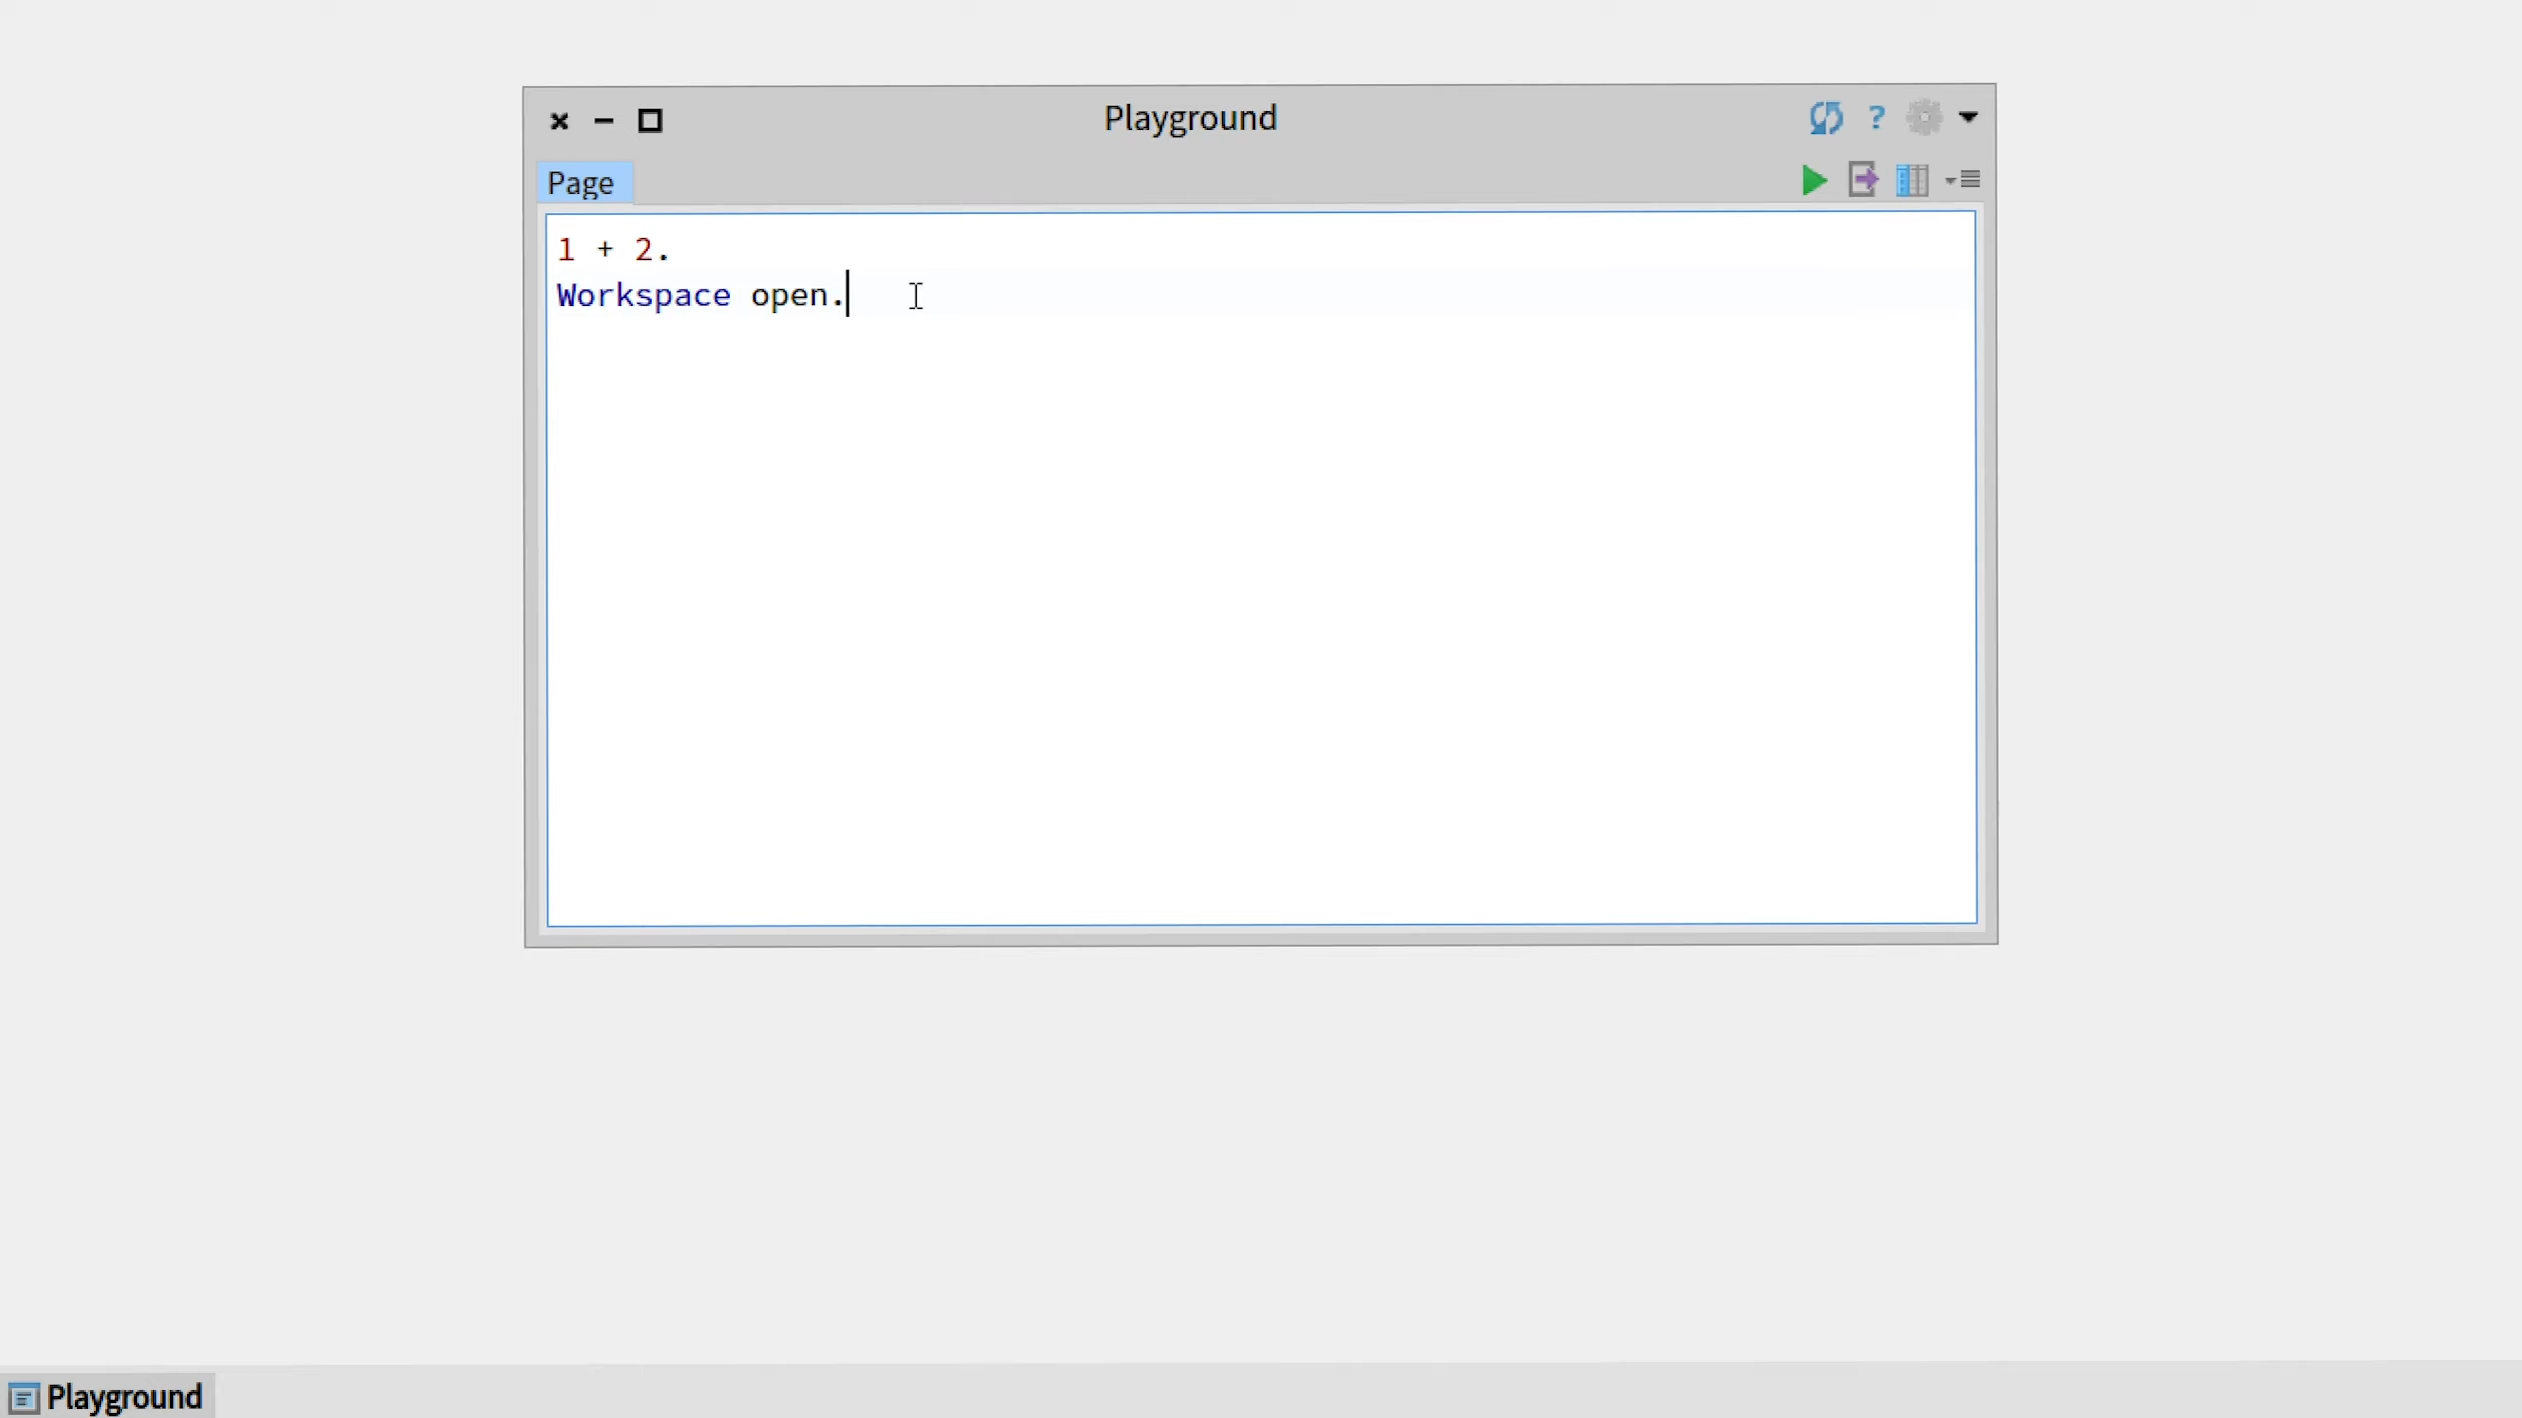 Playground
?
Page
1 + 2.
Workspace open.
Playground